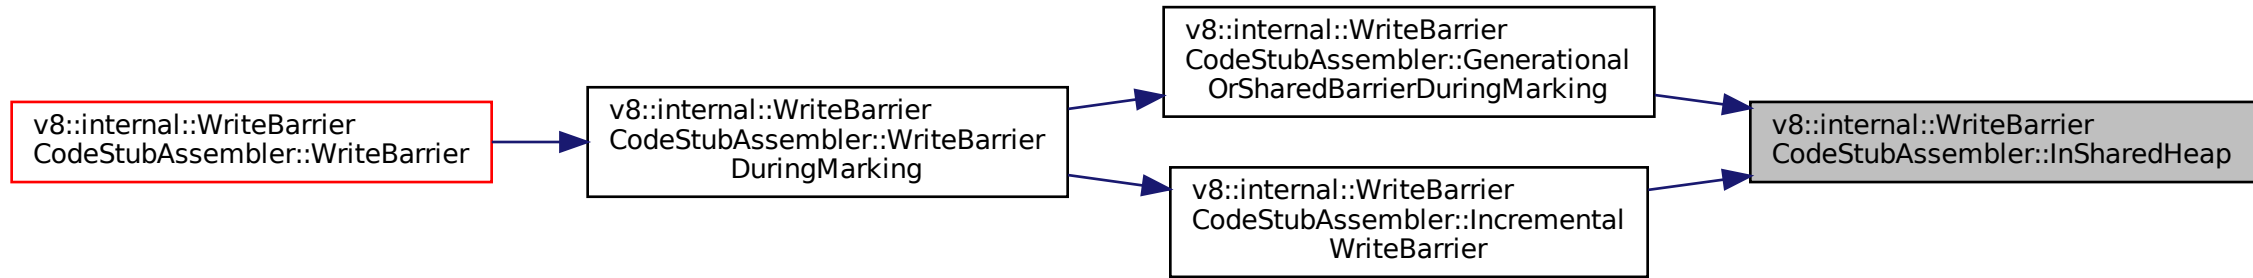 v8::internal::WriteBarrier
CodeStubAssembler::WriteBarrier
v8::internal::WriteBarrier
CodeStubAssembler::WriteBarrier
DuringMarking
v8::internal::WriteBarrier
CodeStubAssembler::Generational
OrSharedBarrierDuringMarking
v8::internal::WriteBarrier
CodeStubAssembler::Incremental
WriteBarrier
v8::internal::WriteBarrier
CodeStubAssembler::InSharedHeap